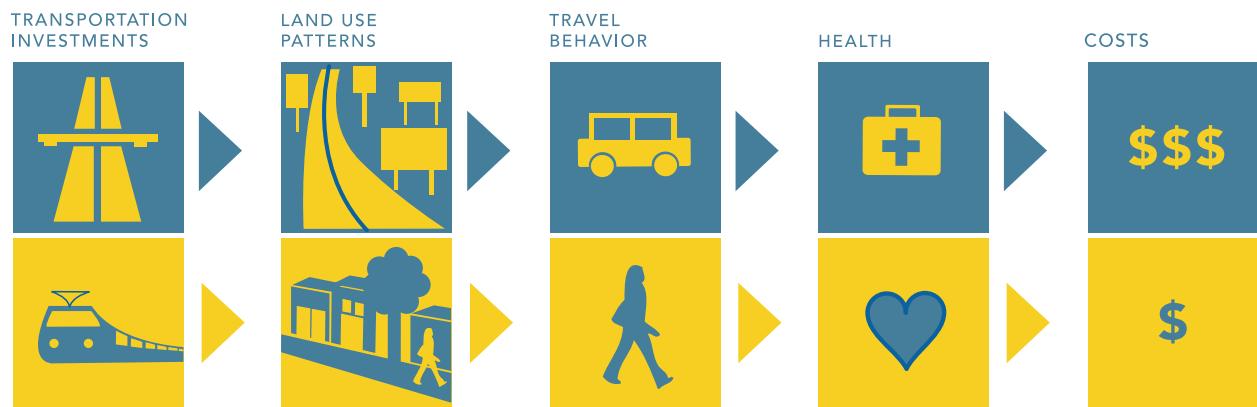 TRANSPORTATION
INVESTMENTS
LAND USE
PATTERNS
TRAVEL
BEHAVIOR
HEALTH
COSTS
$$$
$